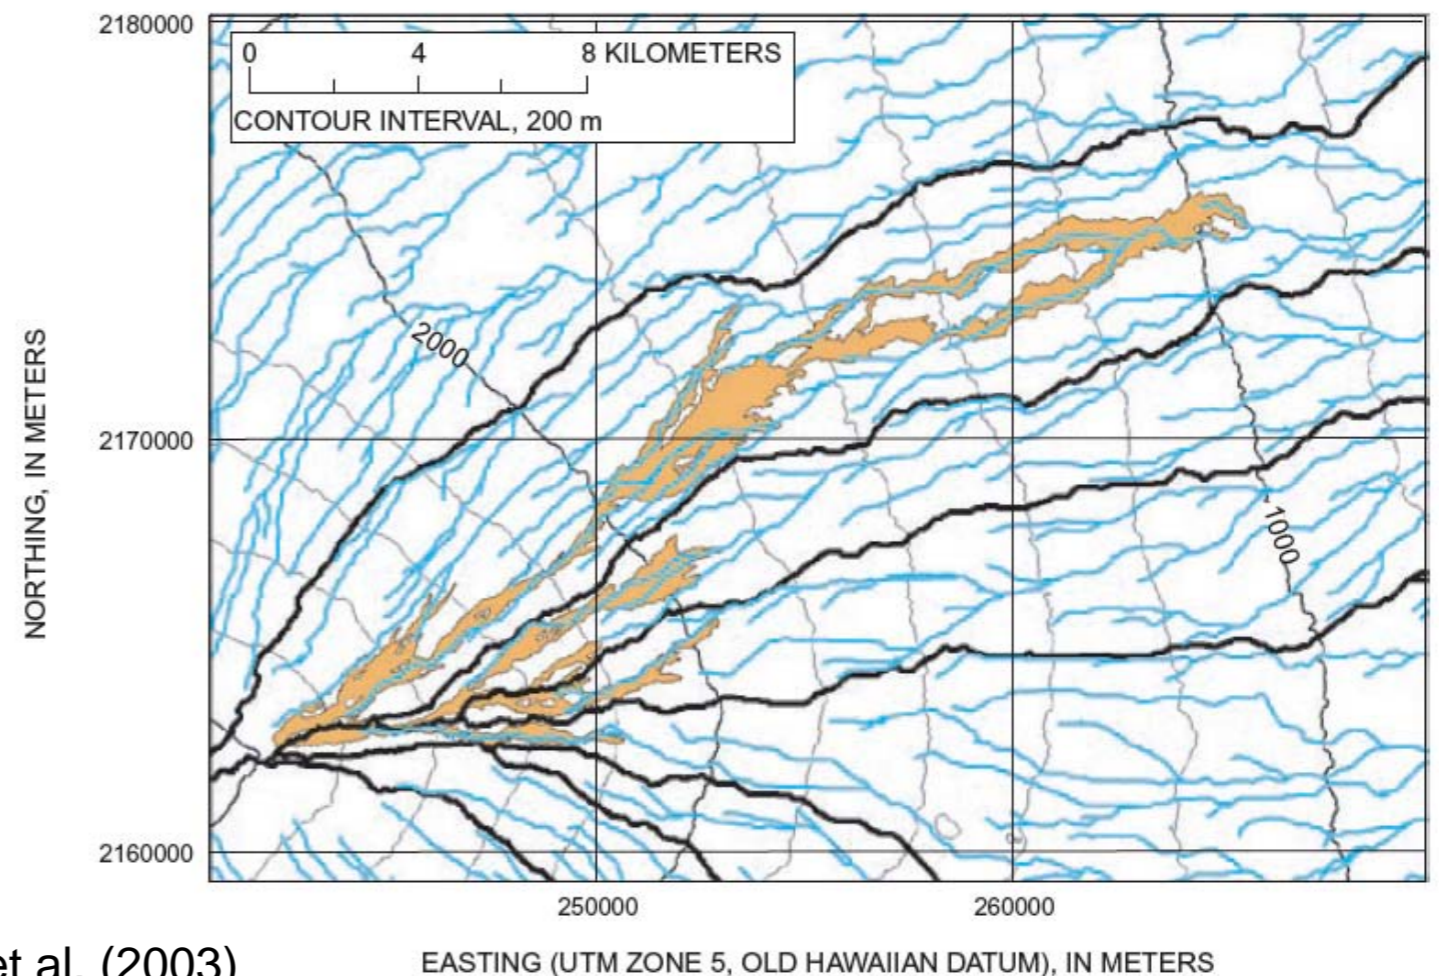 2180000
0 4 8 KILOMETERS
CONTOUR INTERVAL, 200 m
2000
NORTHING, IN METERS
2170000
1000
2160000
250000 260000
et al. (2003)
EASTING (UTM ZONE 5, OLD HAWAIIAN DATUM), IN METERS